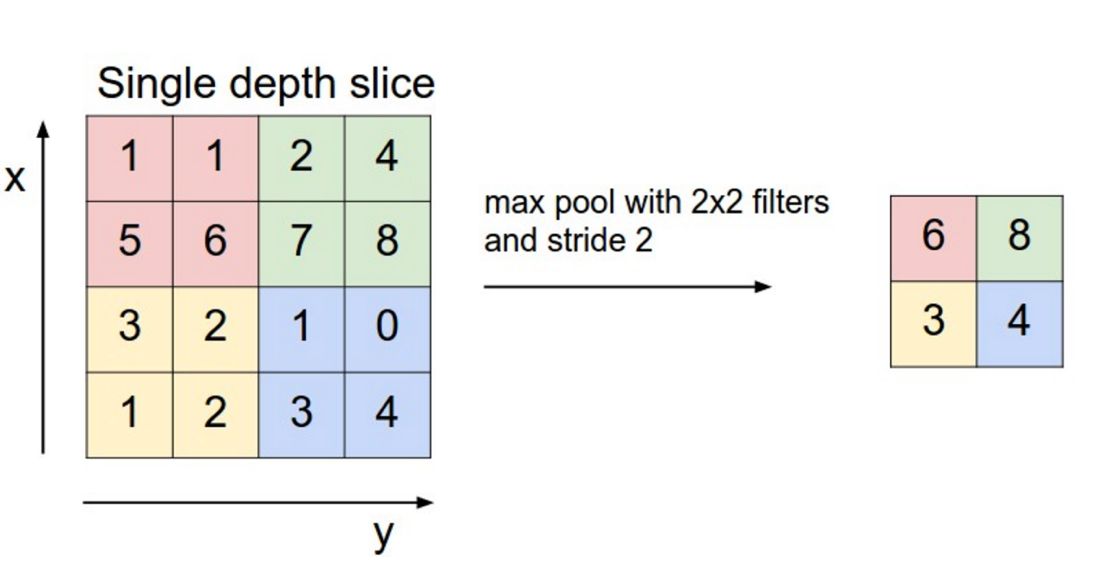 Single depth slice
x
1 1 2 4
5 6 7 8
3 2 1 0
1 2 3 4
y
max pool with 2x2 filters
and stride 2
6 8
3 4